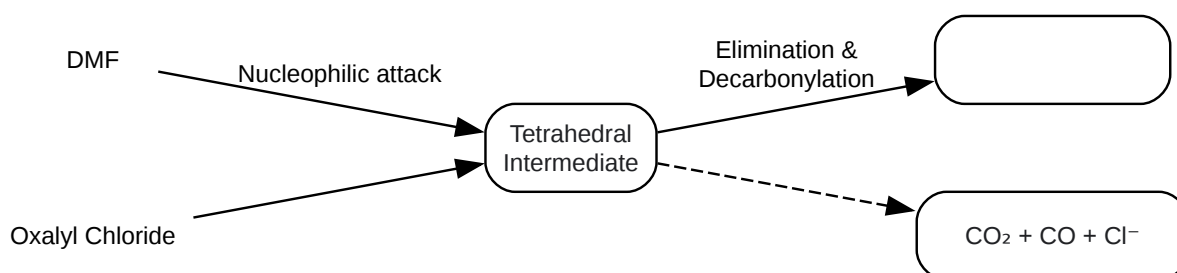 DMF
Nucleophilic attack
Oxalyl Chloride
Tetrahedral
Intermediate
Elimination &
Decarbonylation
CO₂ + CO + Cl⁻